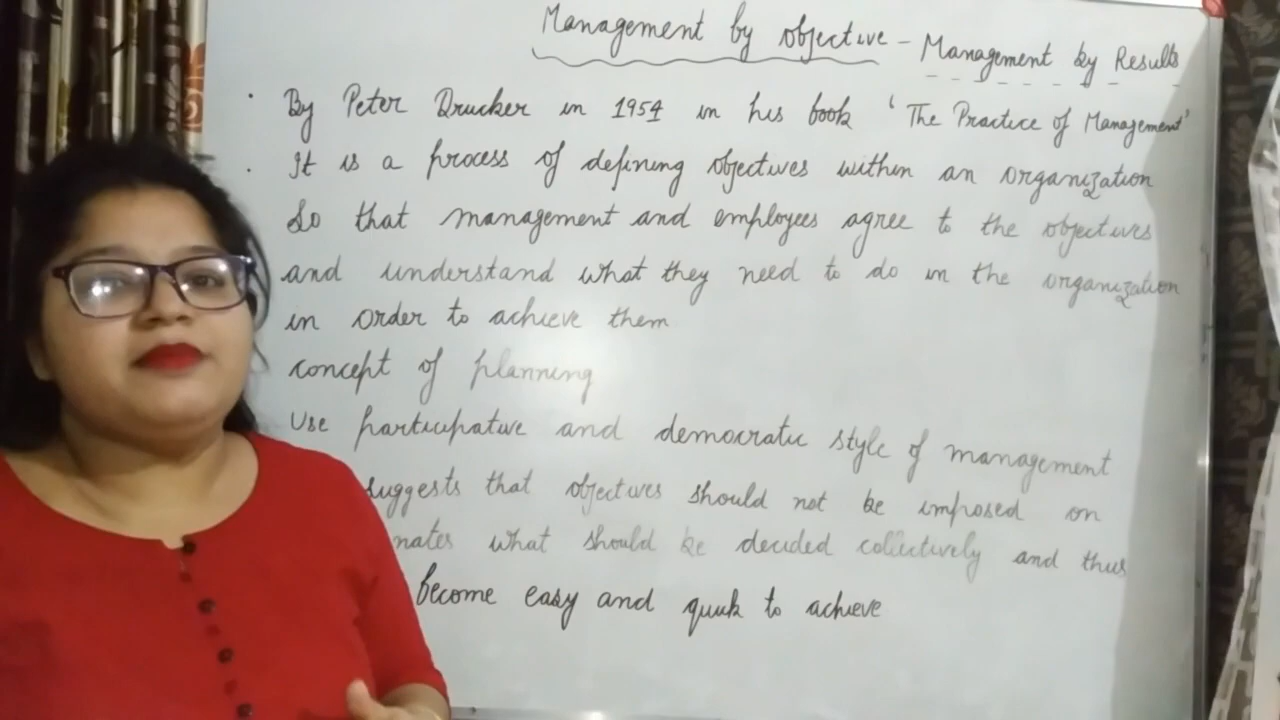 Management by objective - Management by Results
· By Peter Drucker in 1954 in his book 'The Practice of Management'
· It is a process of defining objectives within an organization
So that management and employees agree to the objectives
and understand what they need to do in the organization
in order to achieve them
concept of planning
Use participative and democratic style of management
suggests that objectives should not be imposed on
nates what should be decided collectively and thus
become easy and quick to achieve